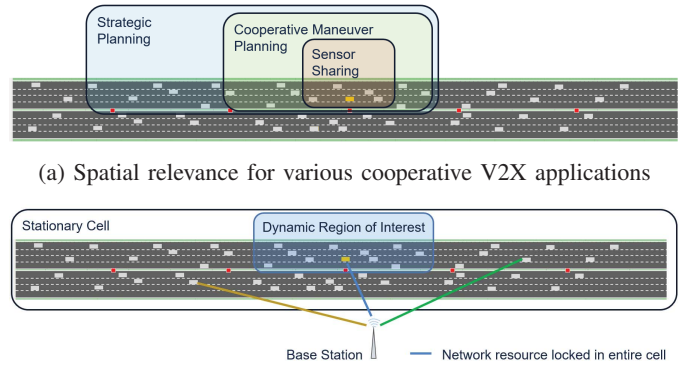 Strategic
Planning
Cooperative Maneuver
Planning
Sensor
Sharing
(a) Spatial relevance for various cooperative V2X applications
Stationary Cell
Dynamic Region of Interest
Base Station
Network resource locked in entire cell